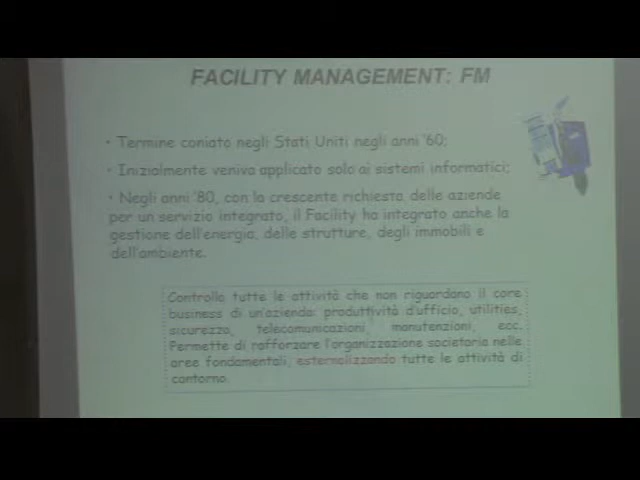 FACILITY MANAGEMENT: FM
• Termine coniato negli Stati Uniti negli anni '60;
• Inizialmente veniva applicato solo ai sistemi informatici;
• Negli anni '80, con la crescente richiesta delle aziende
per un servizio integrato, il Facility ha integrato anche la
gestione dell'energia, delle strutture, degli immobili e
dell'ambiente.
Controlla tutte le attività che non riguardano il core
business di un'azienda: produttività d'ufficio, utilities,
sicurezza, telecomunicazioni, manutenzioni, ecc.
Permette di rafforzare l'organizzazione societaria nelle
aree fondamentali, esternalizzando tutte le attività di
contorno.